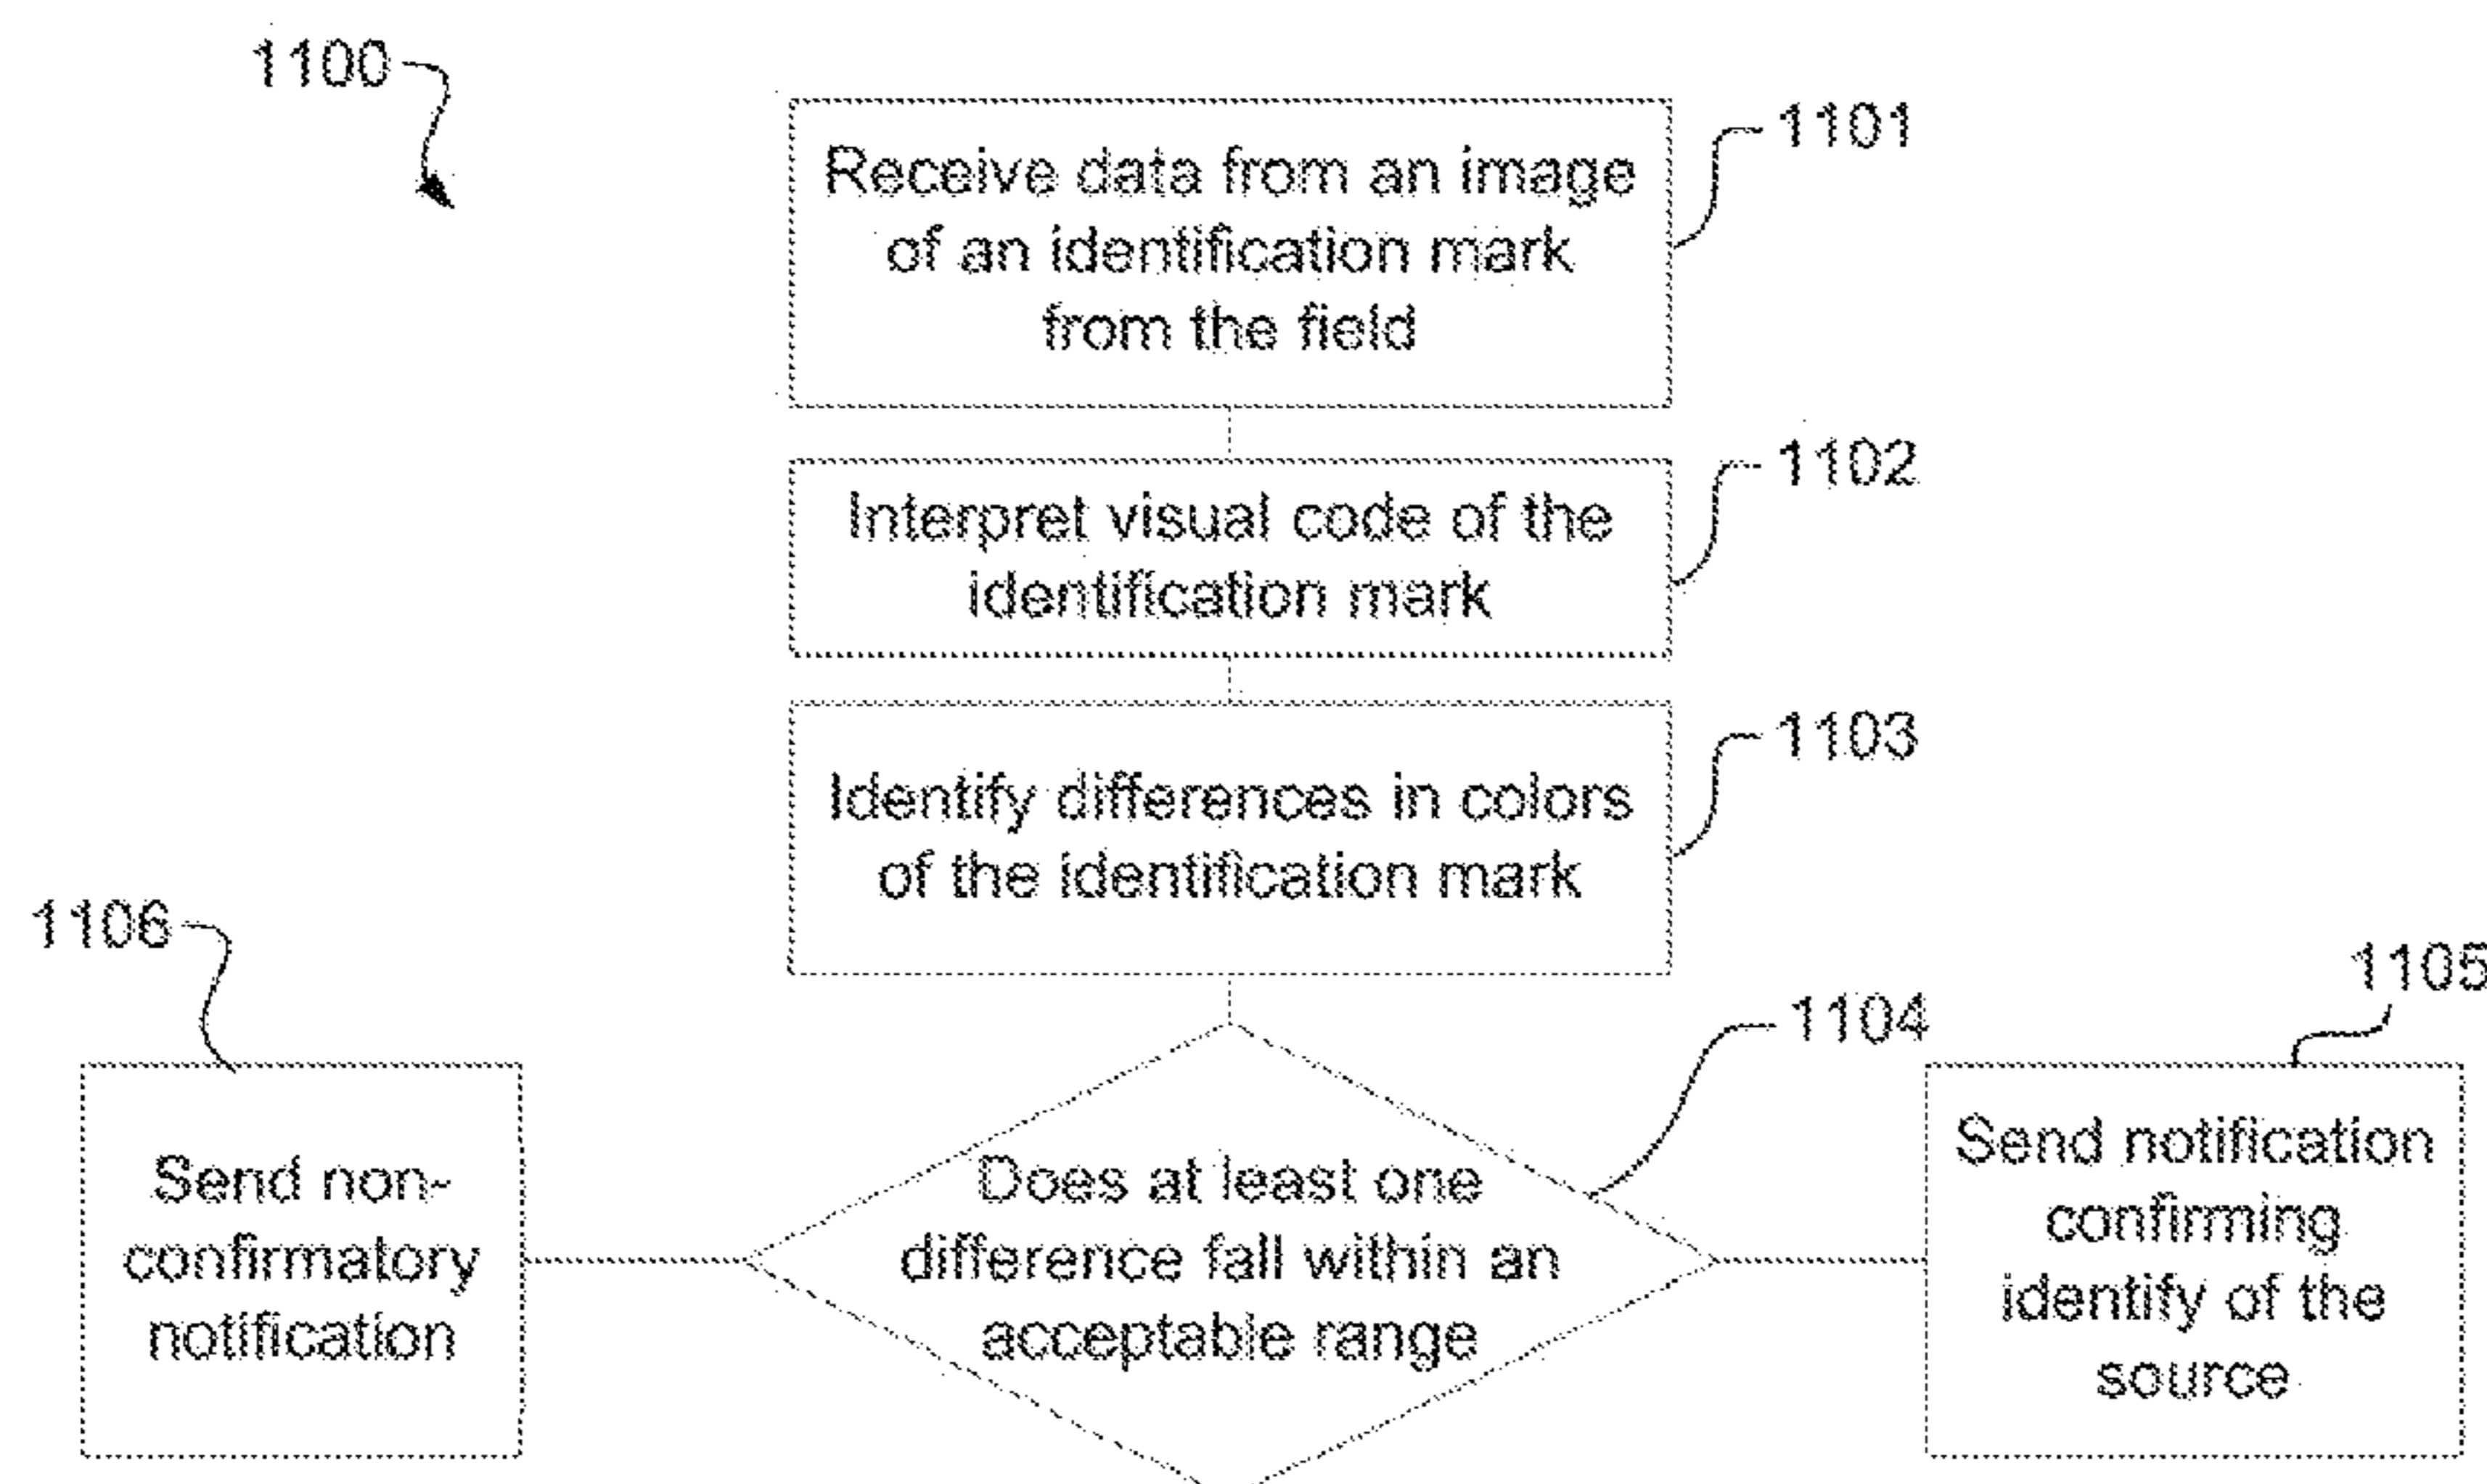 1100
1101
Receive data from an image
of an identification mark
from the field
1102
Interpret visual code of the
identification mark
1103
Identify differences in colors
of the identification mark
1106
1105
1104
Send non-
confirmatory
notification
Does at least one
difference fall within an
acceptable range
Send notification
confirming
identify of the
source